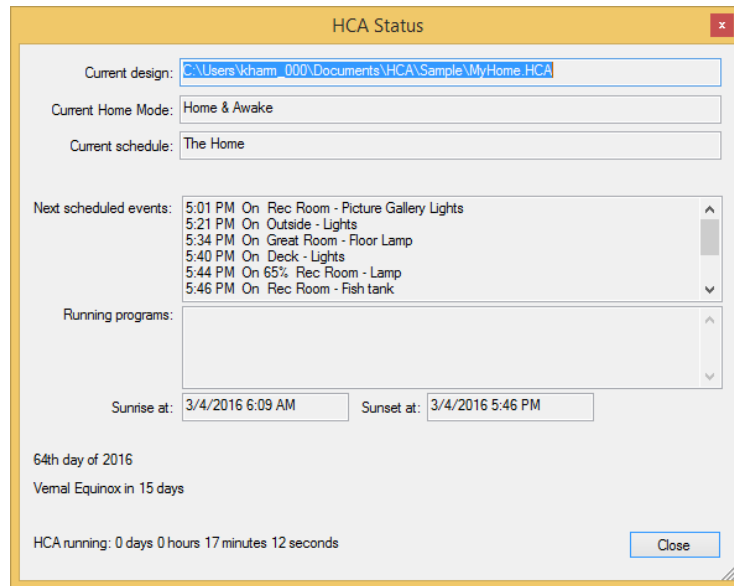 HCA Status
x
Current design: C:\Users\kharm_000\Documents\HCA\Sample\MyHome.HCA
Current Home Mode: Home & Awake
Current schedule: The Home
Next scheduled events: 5:01 PM On Rec Room - Picture Gallery Lights
5:21 PM On Outside - Lights
5:34 PM On Great Room - Floor Lamp
5:40 PM On Deck - Lights
5:44 PM On 65% Rec Room - Lamp
5:46 PM On Rec Room - Fish tank
Running programs:
Sunrise at: 3/4/2016 6:09 AM Sunset at: 3/4/2016 5:46 PM
64th day of 2016
Vernal Equinox in 15 days
HCA running: 0 days 0 hours 17 minutes 12 seconds Close